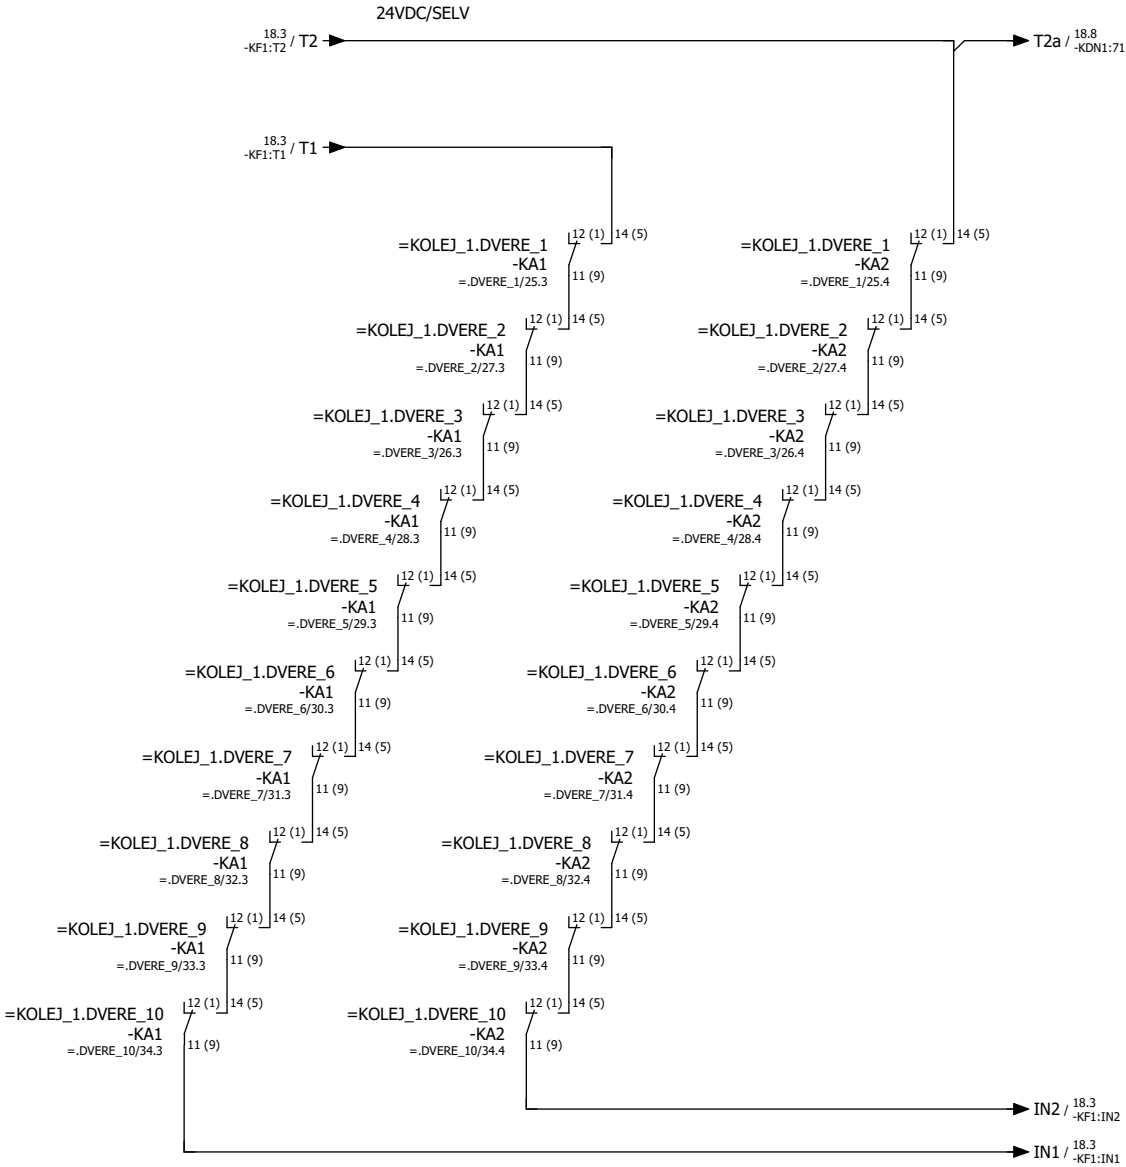 24VDC/SELV
18.3
-KF1:T2 / T2
T2a / 18.8
-KDN1:71
18.3
-KF1:T1 / T1
=KOLEJ_1.DVERE_1
-KA1
=.DVERE_1/25.3
12 (1) 14 (5)
11 (9)
=KOLEJ_1.DVERE_1
-KA2
=.DVERE_1/25.4
12 (1) 14 (5)
11 (9)
=KOLEJ_1.DVERE_2
-KA1
=.DVERE_2/27.3
12 (1) 14 (5)
11 (9)
=KOLEJ_1.DVERE_2
-KA2
=.DVERE_2/27.4
12 (1) 14 (5)
11 (9)
=KOLEJ_1.DVERE_3
-KA1
=.DVERE_3/26.3
12 (1) 14 (5)
11 (9)
=KOLEJ_1.DVERE_3
-KA2
=.DVERE_3/26.4
12 (1) 14 (5)
11 (9)
=KOLEJ_1.DVERE_4
-KA1
=.DVERE_4/28.3
12 (1) 14 (5)
11 (9)
=KOLEJ_1.DVERE_4
-KA2
=.DVERE_4/28.4
12 (1) 14 (5)
11 (9)
=KOLEJ_1.DVERE_5
-KA1
=.DVERE_5/29.3
12 (1) 14 (5)
11 (9)
=KOLEJ_1.DVERE_5
-KA2
=.DVERE_5/29.4
12 (1) 14 (5)
11 (9)
=KOLEJ_1.DVERE_6
-KA1
=.DVERE_6/30.3
12 (1) 14 (5)
11 (9)
=KOLEJ_1.DVERE_6
-KA2
=.DVERE_6/30.4
12 (1) 14 (5)
11 (9)
=KOLEJ_1.DVERE_7
-KA1
=.DVERE_7/31.3
12 (1) 14 (5)
11 (9)
=KOLEJ_1.DVERE_7
-KA2
=.DVERE_7/31.4
12 (1) 14 (5)
11 (9)
=KOLEJ_1.DVERE_8
-KA1
=.DVERE_8/32.3
12 (1) 14 (5)
11 (9)
=KOLEJ_1.DVERE_8
-KA2
=.DVERE_8/32.4
12 (1) 14 (5)
11 (9)
=KOLEJ_1.DVERE_9
-KA1
=.DVERE_9/33.3
12 (1) 14 (5)
11 (9)
=KOLEJ_1.DVERE_9
-KA2
=.DVERE_9/33.4
12 (1) 14 (5)
11 (9)
=KOLEJ_1.DVERE_10
-KA1
=.DVERE_10/34.3
12 (1) 14 (5)
11 (9)
=KOLEJ_1.DVERE_10
-KA2
=.DVERE_10/34.4
12 (1) 14 (5)
11 (9)
IN2 / 18.3
-KF1:IN2
IN1 / 18.3
-KF1:IN1